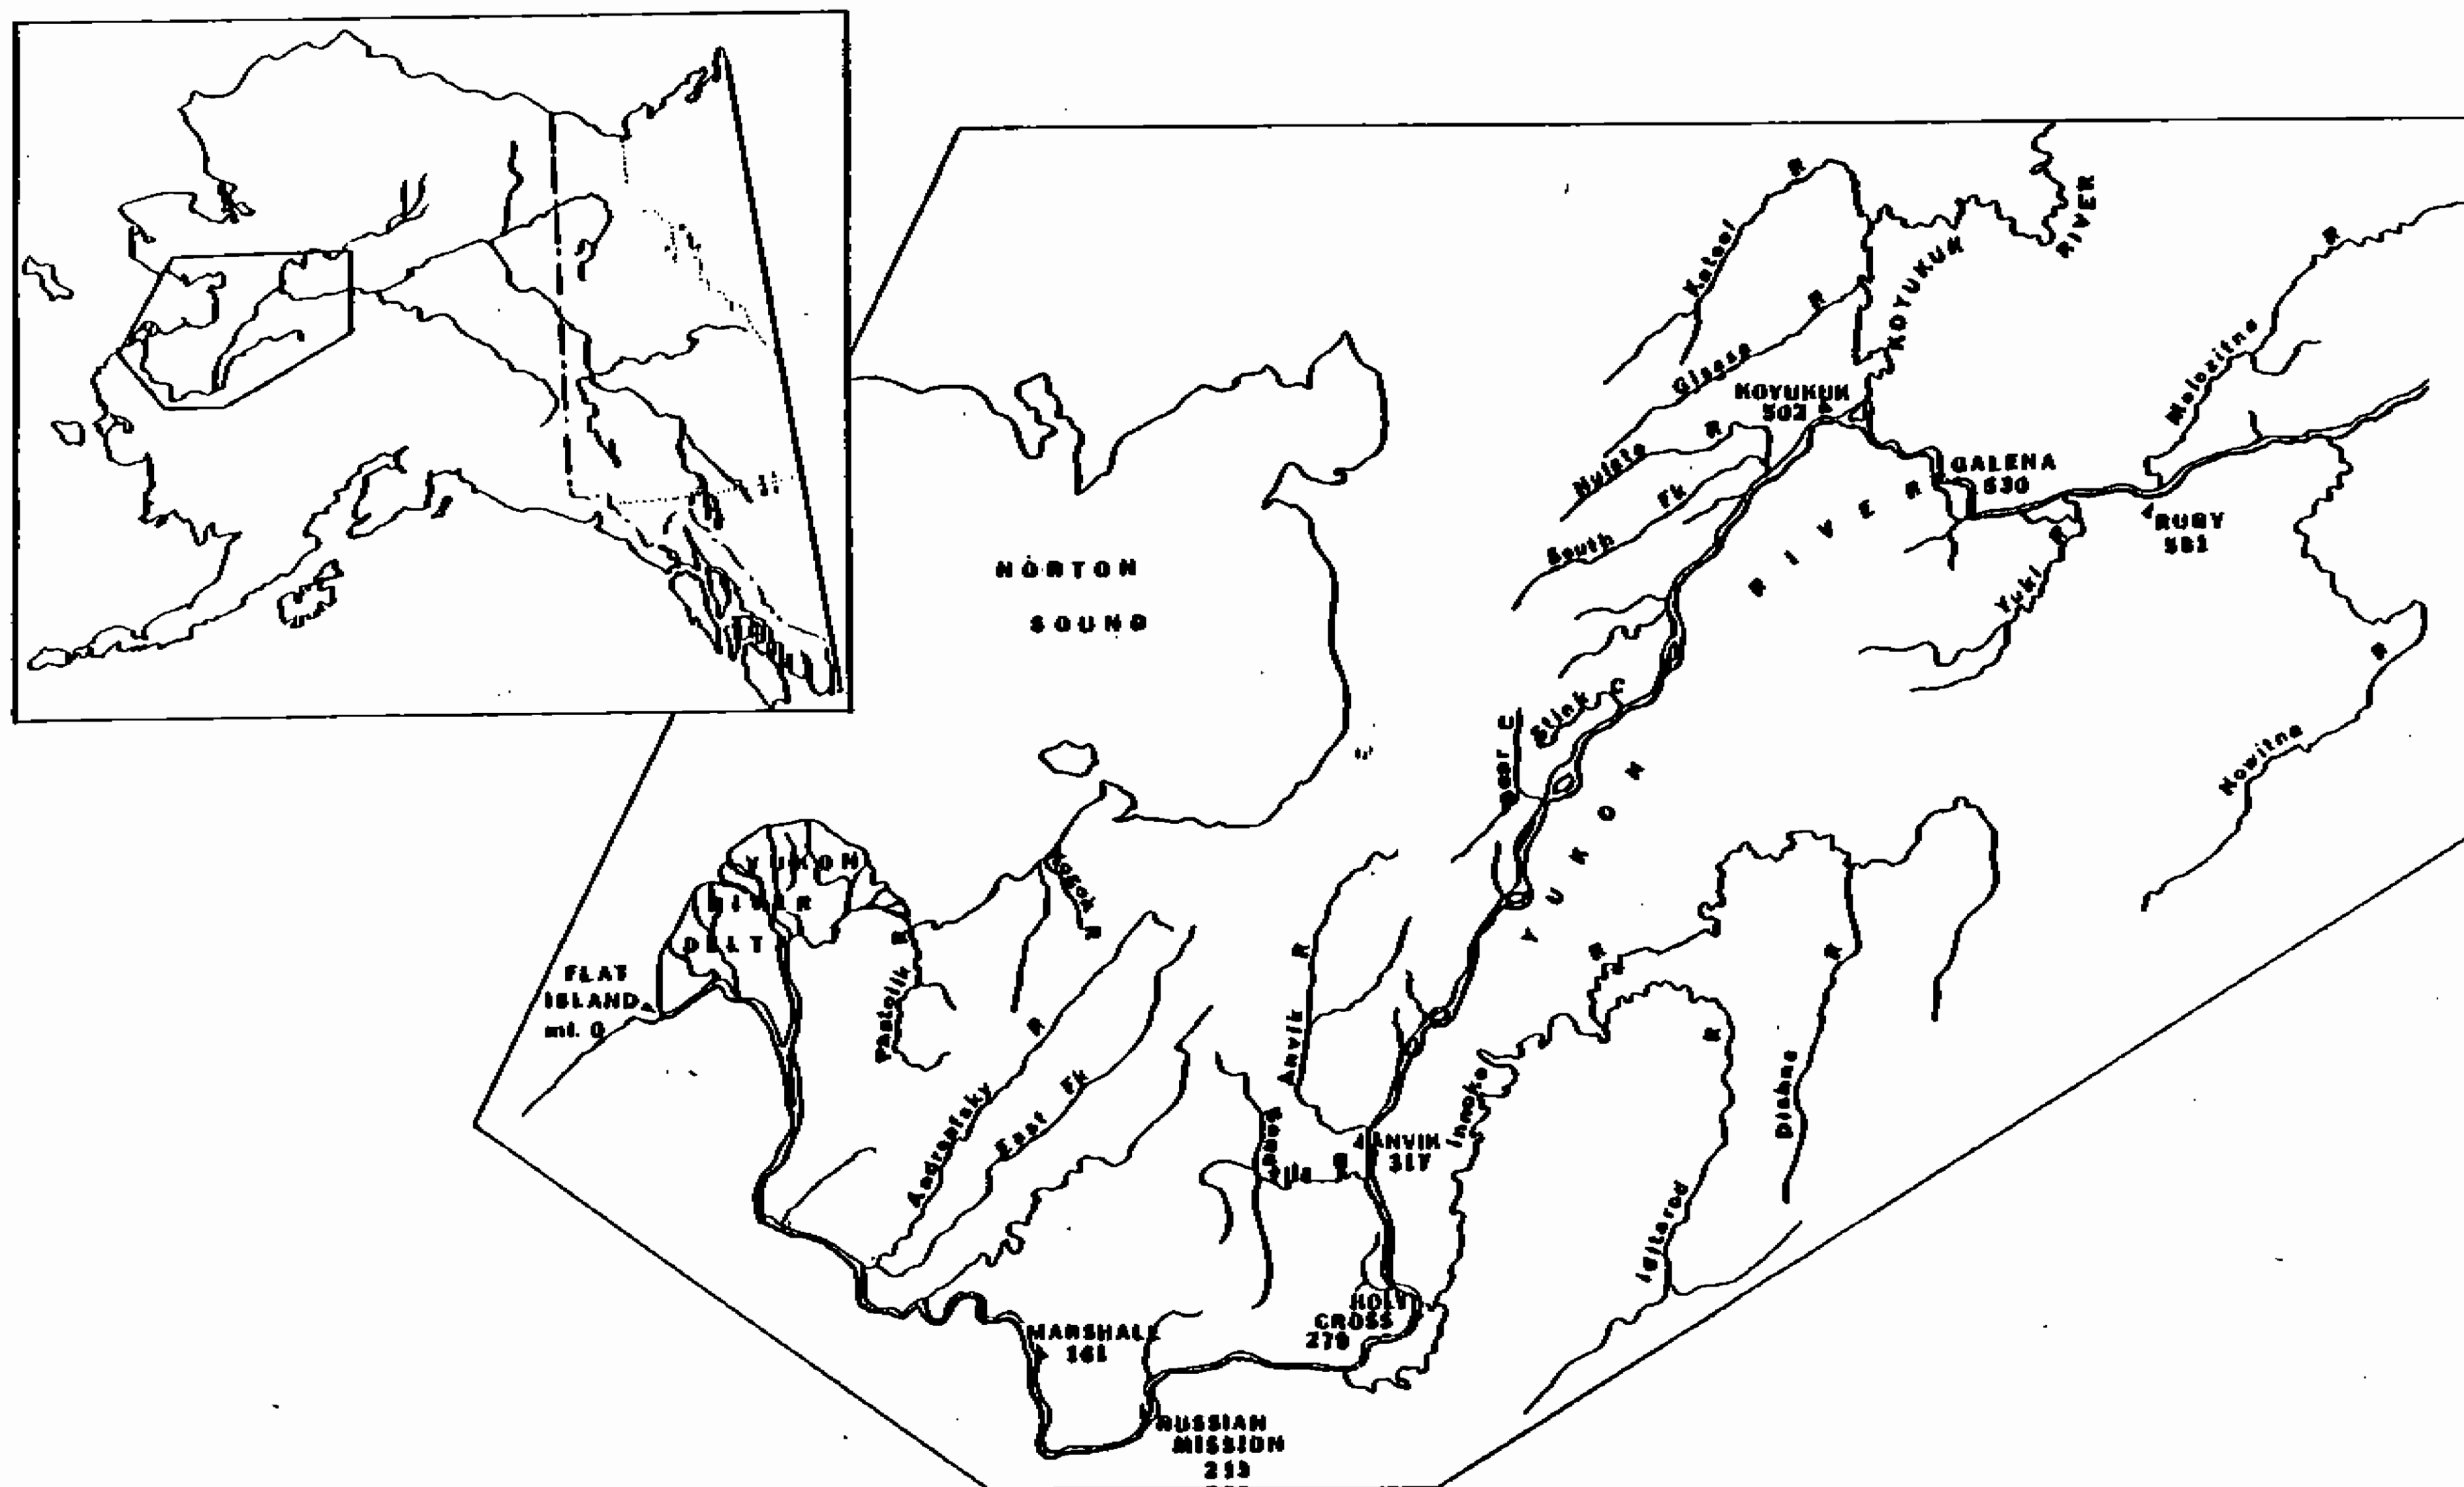 Kateel R
KOYUKUK RIVER
Gisasa R
Melozitna R
KOYUKUK
502
Nulato R
South Fk
GALENA
530
RUBY
581
Yuki R
Nowitna R
NORTON
SOUND
YUKON RIVER
Stink C
YUKON
RIVER
DELT
FLAT
ISLAND
mi. 0
Pastolik R
Andreafsky R
East Fk
Anvik R
ANVIK
317
Innoko R
Iditarod R
Dishna R
HOLY
CROSS
279
MARSHALL
161
RUSSIAN
MISSION